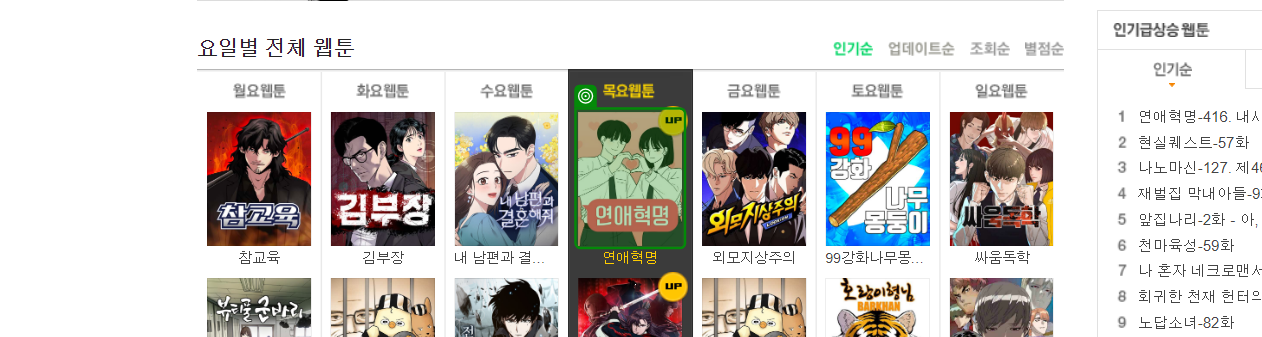 요일별 전체 웹툰
인기순 업데이트순 조회순 별점순
월요웹툰 화요웹툰 수요웹툰 목요웹툰 금요웹툰 토요웹툰 일요웹툰
UP
참교육
김부장
내 남편과
결혼해줘
연애혁명
외모지상주의
LOOKISM
99
강화
나무
몽둥이
싸움독학
참교육 김부장 내 남편과 결... 연애혁명 외모지상주의 99강화나무몽... 싸움독학
뷰티풀 군바리
전
UP
호랑이형님
BARKHAN
인기급상승 웹툰
인기순
1 연애혁명-416. 내
2 현실퀘스트-57화
3 나노마신-127. 제4
4 재벌집 막내아들-9
5 앞집나리-2화 - 아,
6 천마육성-59화
7 나 혼자 네크로맨서
8 회귀한 천재 헌터의
9 노답소녀-82화